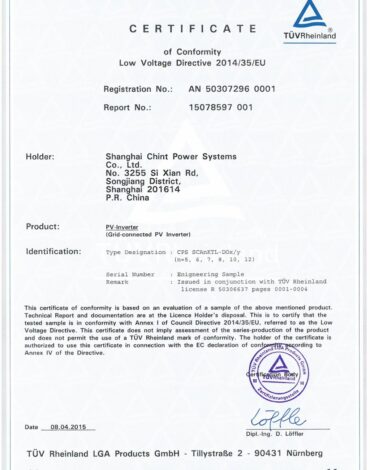 TÜVRheinland
CERTIFICATE
of Conformity
Low Voltage Directive 2014/35/EU
Registration No.: AN 50307296 0001
Report No.: 15078597 001
Holder: Shanghai Chint Power Systems
Co., Ltd.
No. 3255 Si Xian Rd,
Songjiang District,
Shanghai 201614
P.R. China
Product: PV-Inverter
(Grid-connected PV Inverter)
Identification: Type Designation : CPS SCAnKTL-DOx/y
(n=5, 6, 7, 8, 10, 12)
Serial Number : Enigneering Sample
Remark : Issued in conjunction with TÜV Rheinland
license R 50306637 pages 0001-0004
This certificate of conformity is based on an evaluation of a sample of the above mentioned product.
Technical Report and documentation are at the Licence Holder's disposal. This is to certify that the
tested sample is in conformity with Annex I of Council Directive 2014/35/EU, referred to as the Low
Voltage Directive. This certificate does not imply assessment of the series-production of the product
and does not permit the use of a TÜV Rheinland mark of conformity. The holder of the certificate is
authorized to use this certificate in connection with the EC declaration of conformity according to
Annex IV of the Directive.
Certification Body
Zertifizierungsstelle
Löffle
Date 08.04.2015
Dipl.-Ing. D. Löffler
TÜV Rheinland LGA Products GmbH - Tillystraße 2 - 90431 Nürnberg